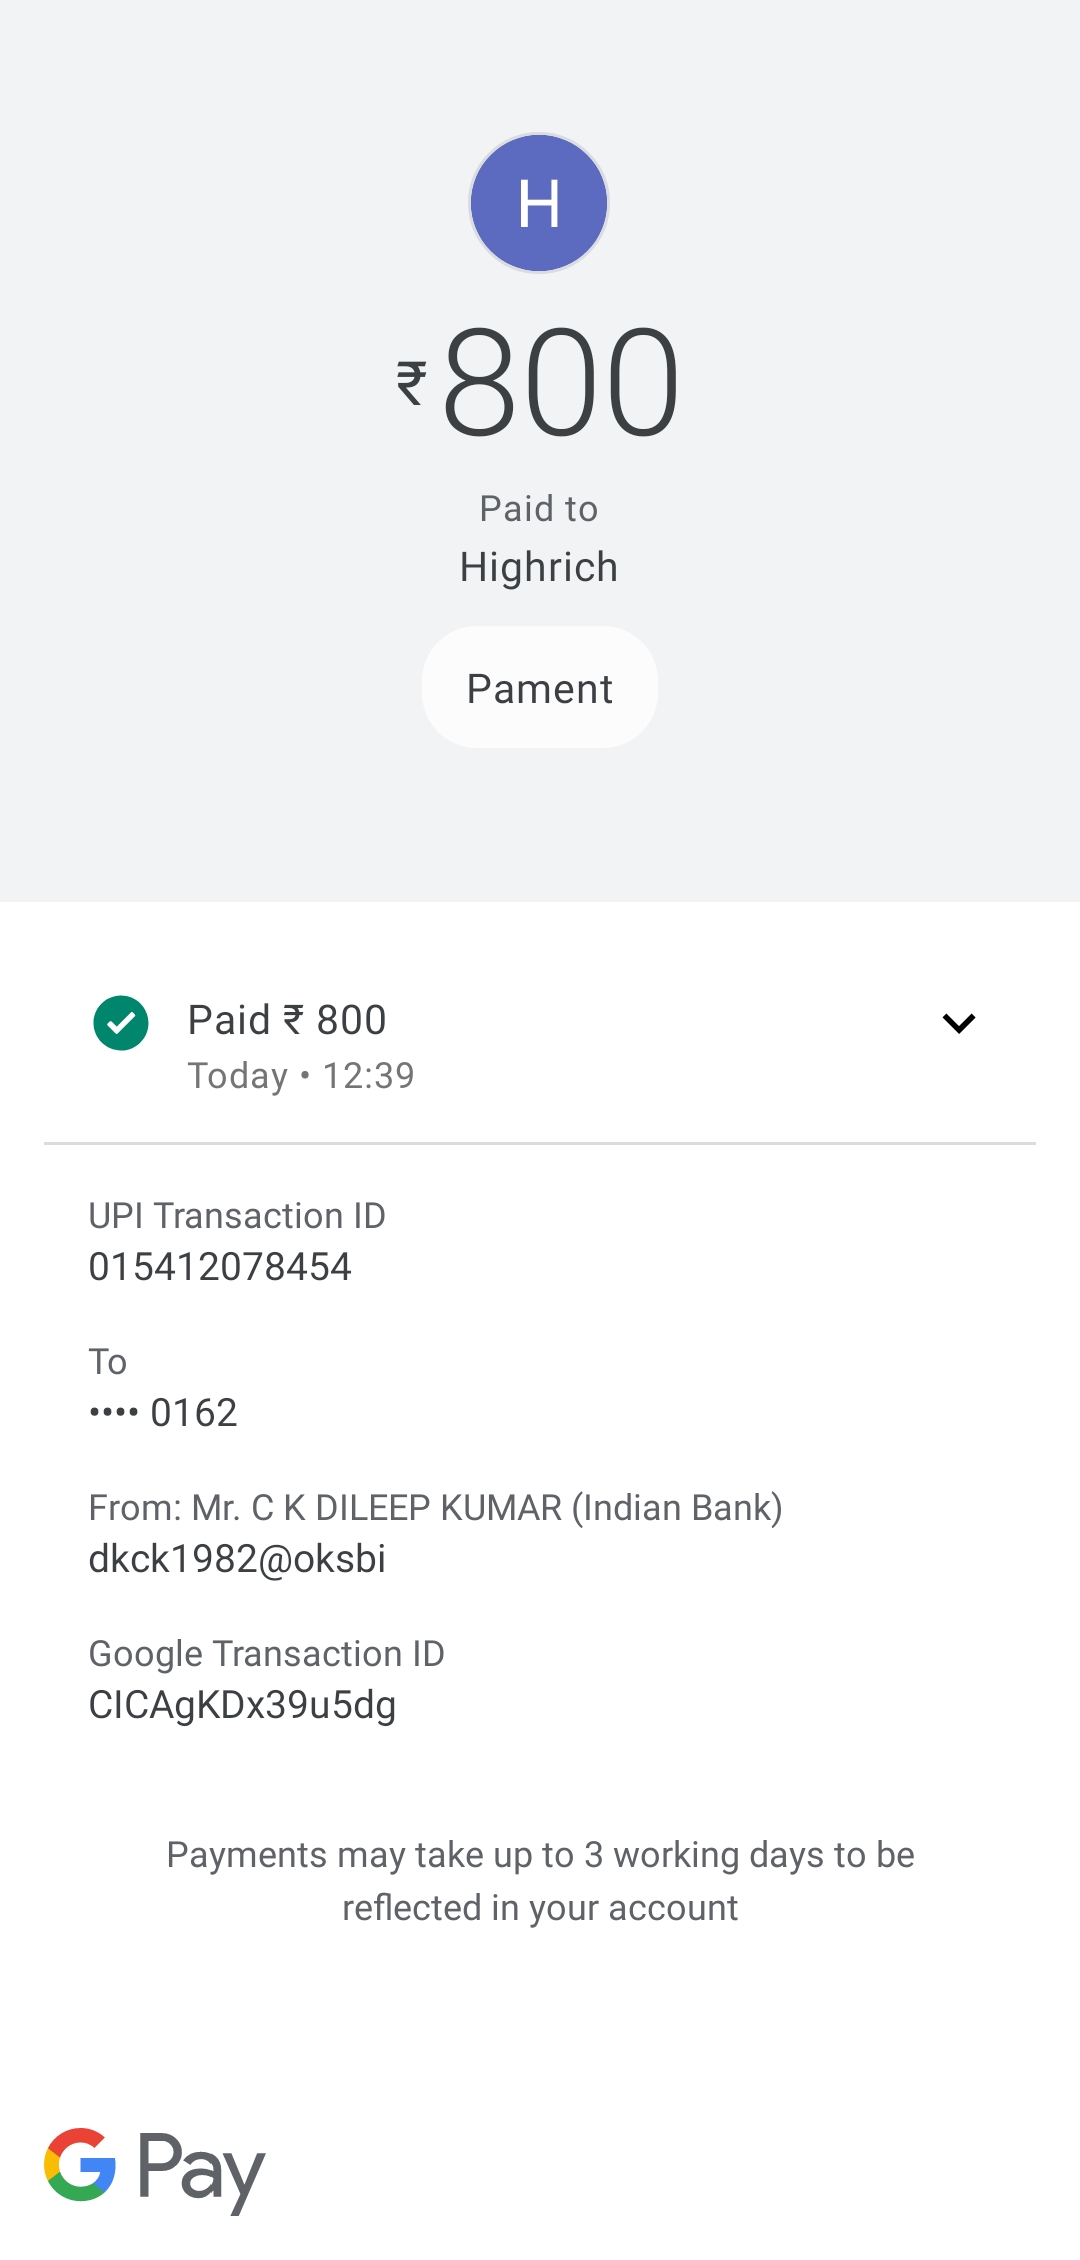 H
₹800
Paid to
Highrich
Pament
Paid ₹ 800
Today • 12:39
UPI Transaction ID
015412078454
To
•••• 0162
From: Mr. C K DILEEP KUMAR (Indian Bank)
dkck1982@oksbi
Google Transaction ID
CICAgKDx39u5dg
Payments may take up to 3 working days to be
reflected in your account
G Pay